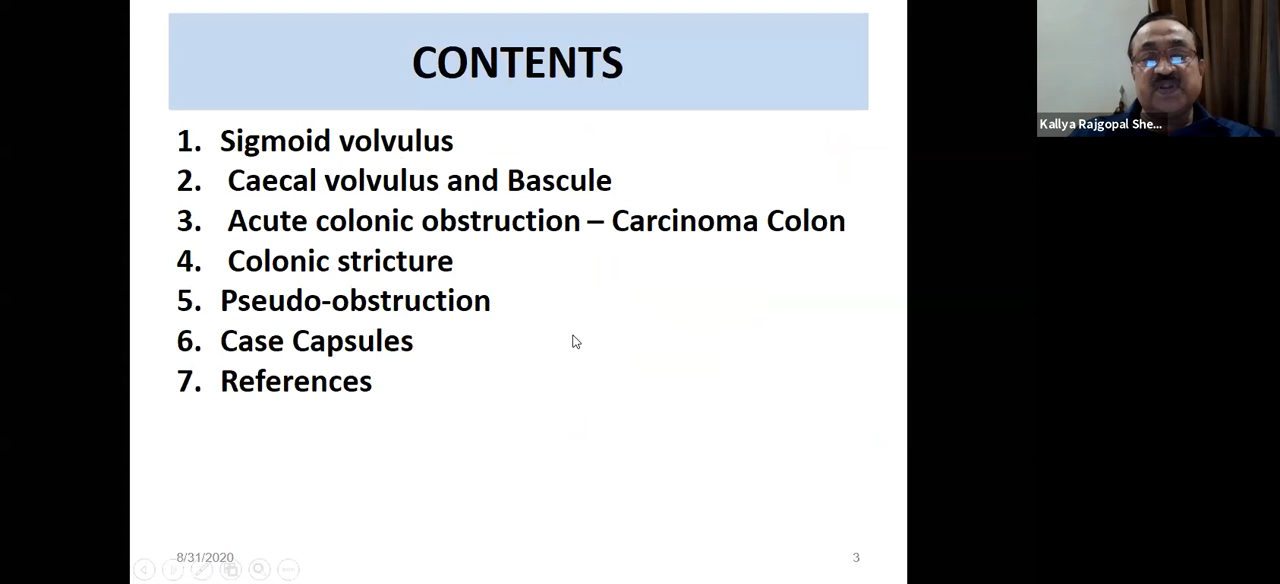 CONTENTS
1. Sigmoid volvulus
2. Caecal volvulus and Bascule
3. Acute colonic obstruction – Carcinoma Colon
4. Colonic stricture
5. Pseudo-obstruction
6. Case Capsules
7. References
8/31/2020
3
Kallya Rajgopal She...